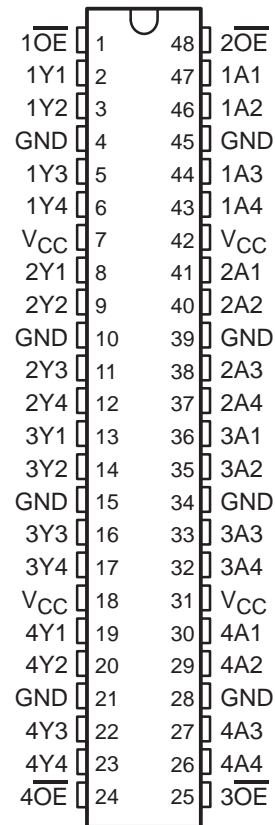 1O̅E̅ 1 48 2O̅E̅
1Y1 2 47 1A1
1Y2 3 46 1A2
GND 4 45 GND
1Y3 5 44 1A3
1Y4 6 43 1A4
VCC 7 42 VCC
2Y1 8 41 2A1
2Y2 9 40 2A2
GND 10 39 GND
2Y3 11 38 2A3
2Y4 12 37 2A4
3Y1 13 36 3A1
3Y2 14 35 3A2
GND 15 34 GND
3Y3 16 33 3A3
3Y4 17 32 3A4
VCC 18 31 VCC
4Y1 19 30 4A1
4Y2 20 29 4A2
GND 21 28 GND
4Y3 22 27 4A3
4Y4 23 26 4A4
4O̅E̅ 24 25 3O̅E̅